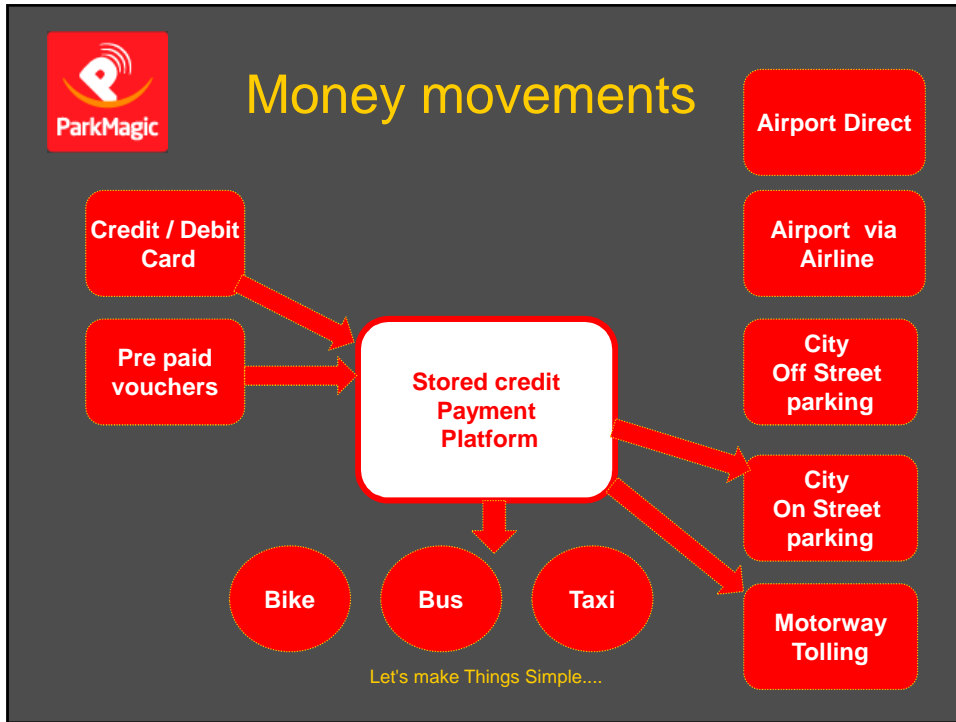 ParkMagic
Money movements
Airport Direct
Credit / Debit
Card
Airport via
Airline
Pre paid
vouchers
City
Off Street
parking
Stored credit
Payment
Platform
City
On Street
parking
Bike
Bus
Taxi
Motorway
Tolling
Let's make Things Simple....